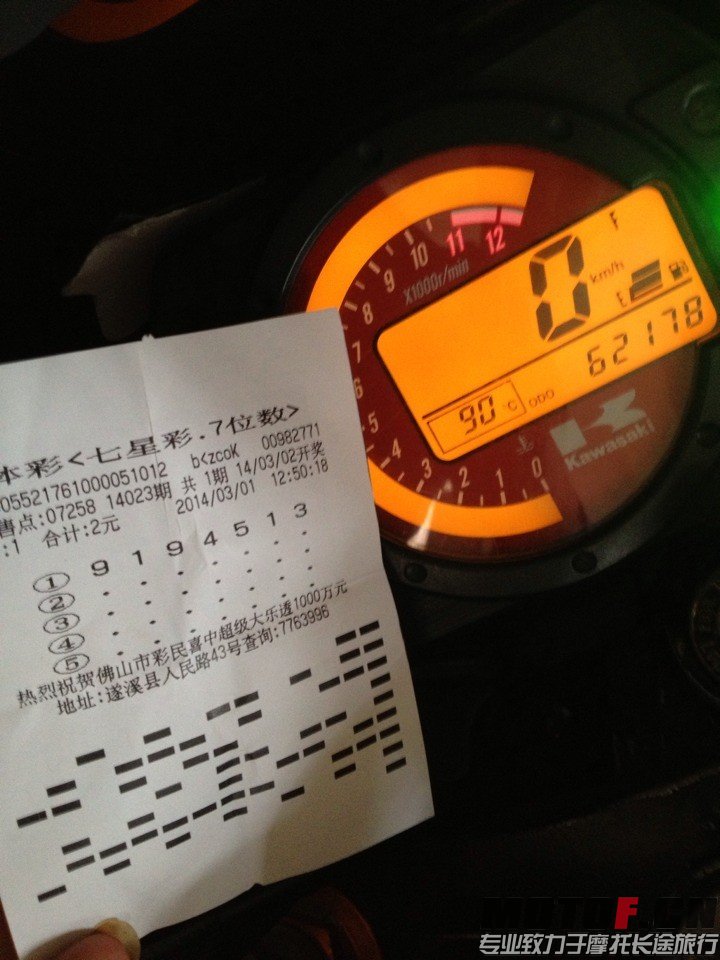 体彩<七星彩.7位数>
05521761000051012 b<zcoK 00982771
售点:07258 14023期 共 1期 14/03/02开奖
:1 合计:2元 2014/03/01 12:50:18
① 9 1 9 4 5 1 3
② · · · · · · ·
③ · · · · · · ·
④ · · · · · · ·
⑤ · · · · · · ·
热烈祝贺佛山市彩民喜中超级大乐透1000万元
地址:遂溪县人民路43号查询:7763996
0 1 2 3 4 5 6 7 8 9 10 11 12
X1000r/min
0 km/h
F
E
90 °C ODO 62178
Kawasaki
专业致力于摩托长途旅行